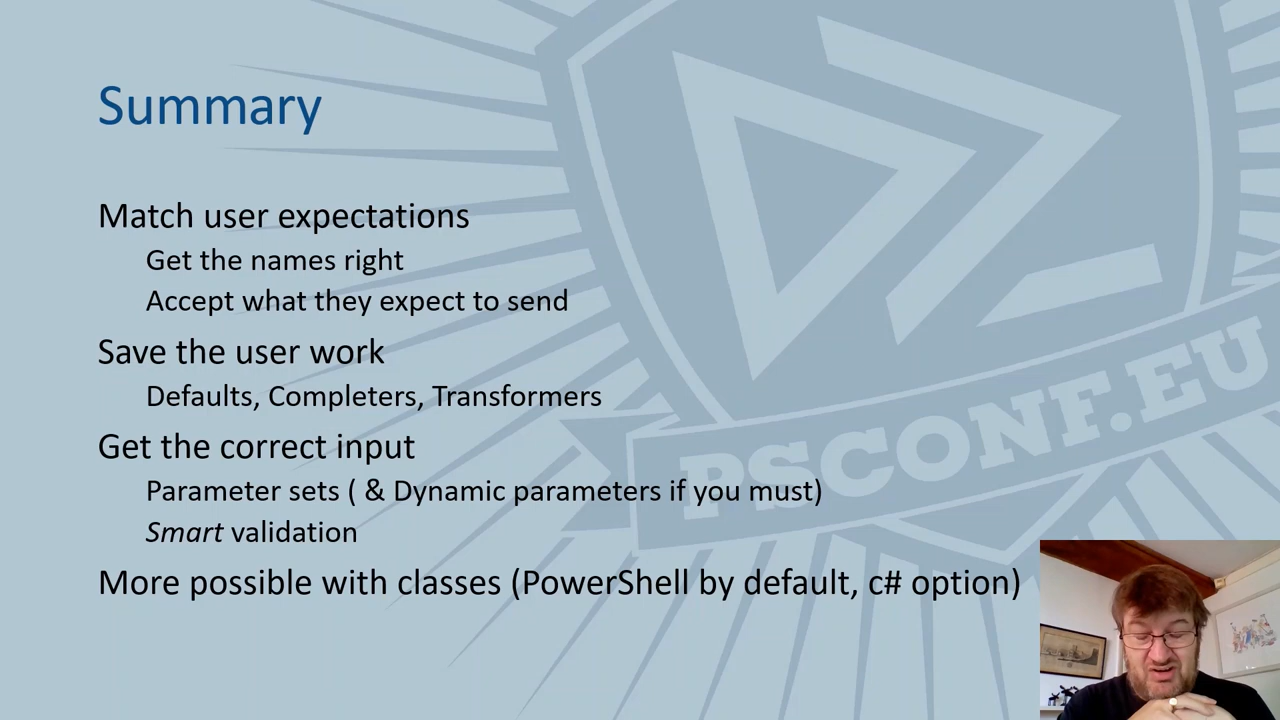 Summary
Match user expectations
Get the names right
Accept what they expect to send
Save the user work
Defaults, Completers, Transformers
Get the correct input
Parameter sets ( & Dynamic parameters if you must)
Smart validation
More possible with classes (PowerShell by default, c# option)
PSCONF.EU